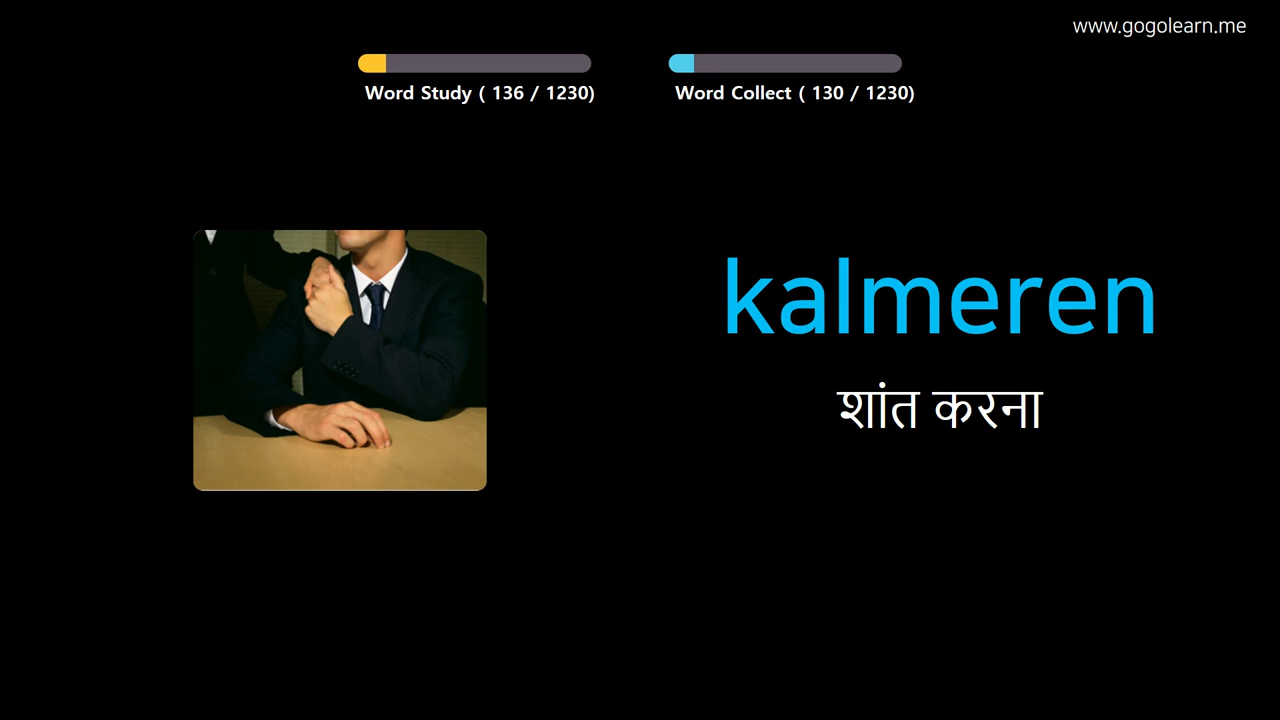 www.gogolearn.me
Word Study ( 136 / 1230)
Word Collect ( 130 / 1230)
kalmeren
शांत करना